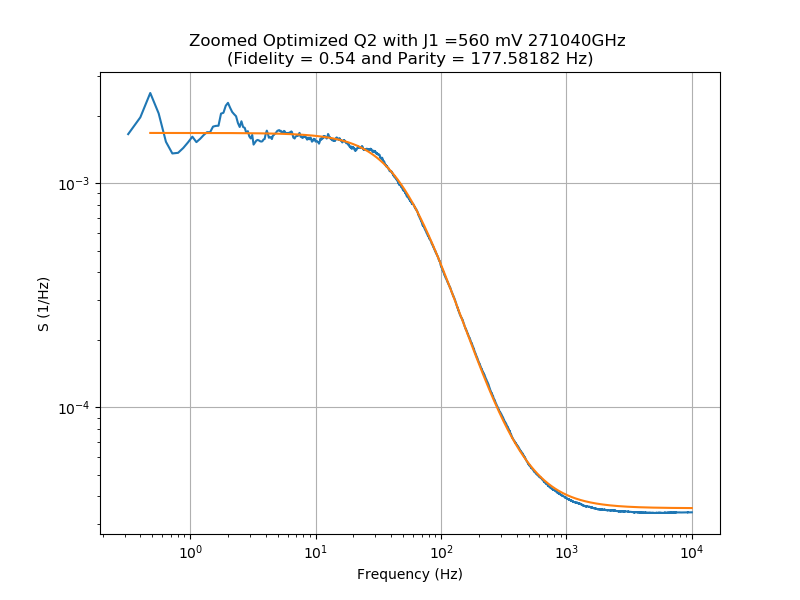 Zoomed Optimized Q2 with J1 =560 mV 271040GHz
(Fidelity = 0.54 and Parity = 177.58182 Hz)
S (1/Hz)
10⁻³
10⁻⁴
10⁰ 10¹ 10² 10³ 10⁴
Frequency (Hz)